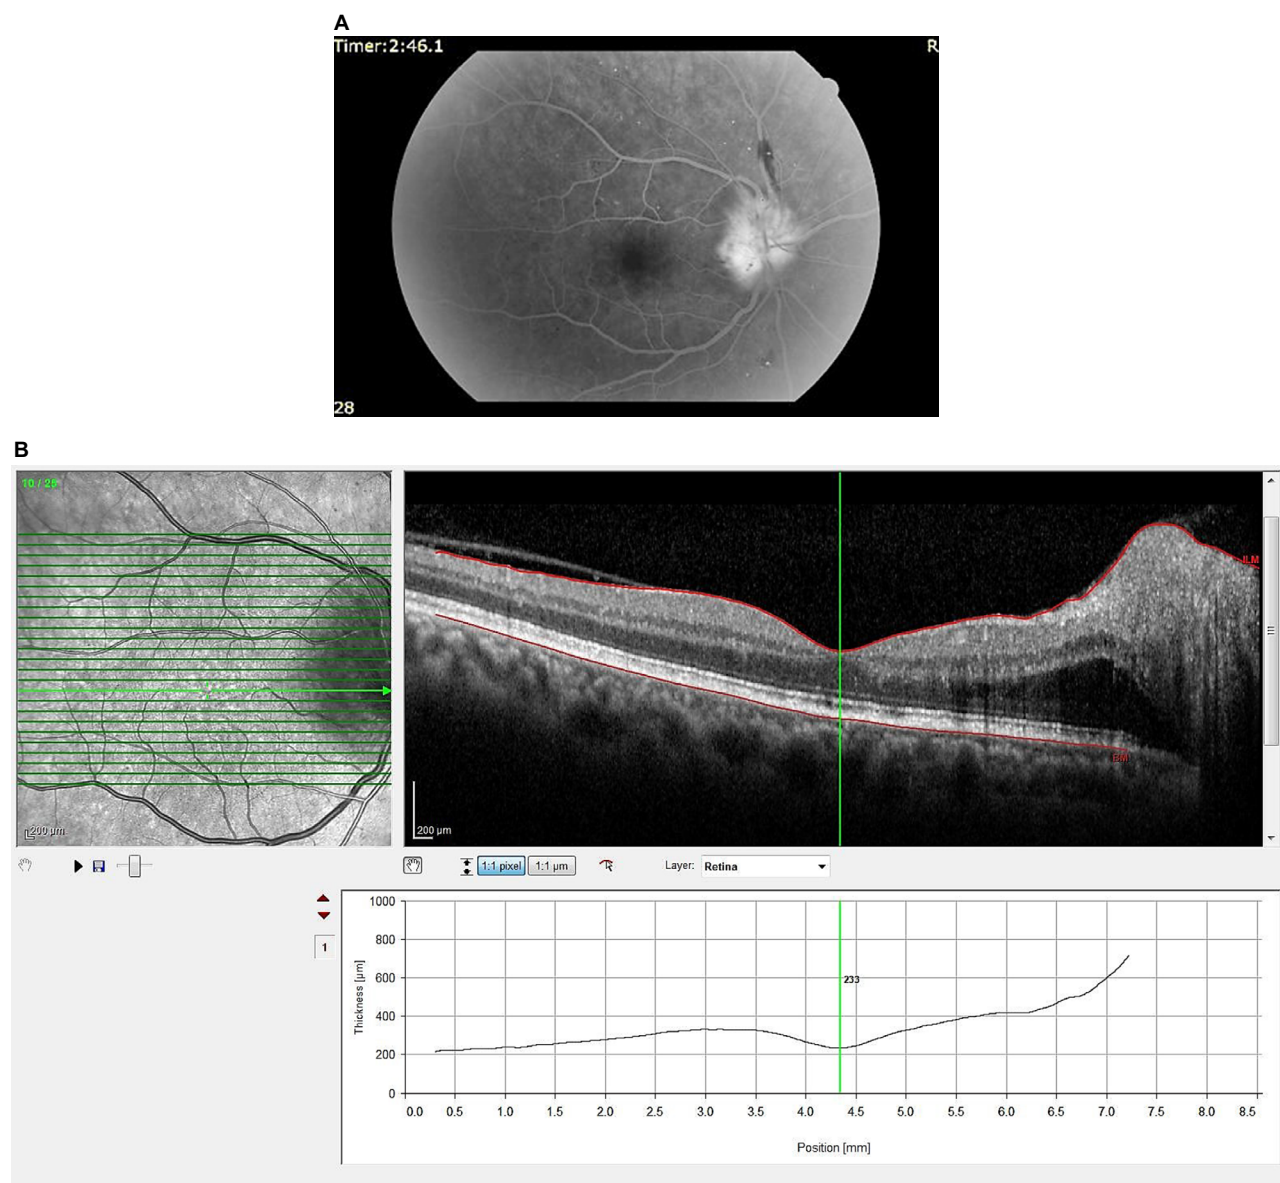 A
Timer:2:46.1
R
28
B
10 / 25
200 µm
ILM
BM
200 µm
1:1 pixel
1:1 µm
Layer:
Retina
1
1000
800
600
400
200
0
Thickness [µm]
233
0.0 0.5 1.0 1.5 2.0 2.5 3.0 3.5 4.0 4.5 5.0 5.5 6.0 6.5 7.0 7.5 8.0 8.5
Position [mm]